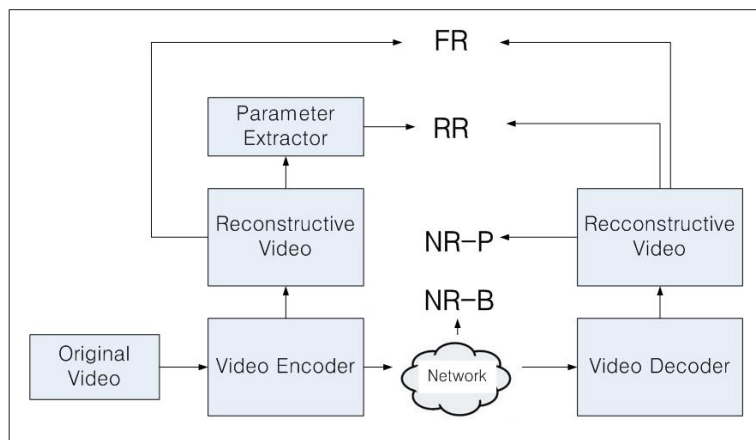 FR
Parameter
Extractor
RR
Reconstructive
Video
NR-P
Recconstructive
Video
NR-B
Original
Video
Video Encoder
Network
Video Decoder